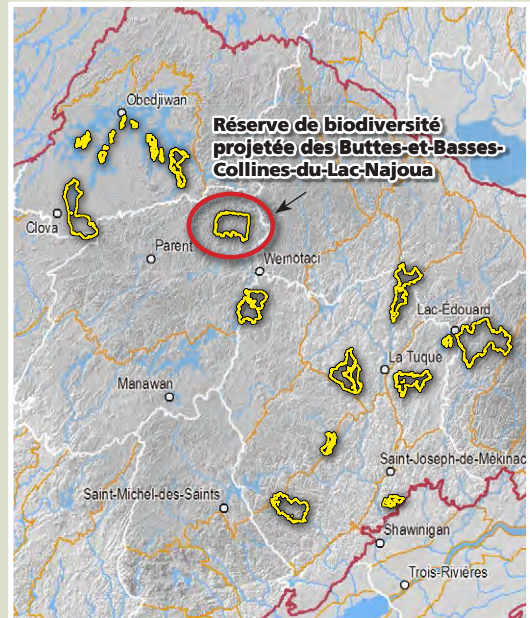 Obedjiwan
Réserve de biodiversité
projetée des Buttes-et-Basses-
Collines-du-Lac-Najoua
Clova
Parent
Wemotaci
Lac-Édouard
La Tuque
Manawan
Saint-Joseph-de-Mékinac
Saint-Michel-des-Saints
Shawinigan
Trois-Rivières